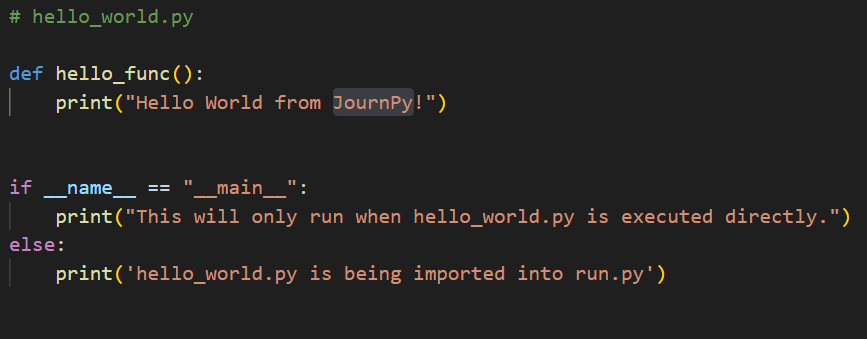 # hello_world.py
def hello_func():
    print("Hello World from JournPy!")
if __name__ == "__main__":
    print("This will only run when hello_world.py is executed directly.")
else:
    print('hello_world.py is being imported into run.py')